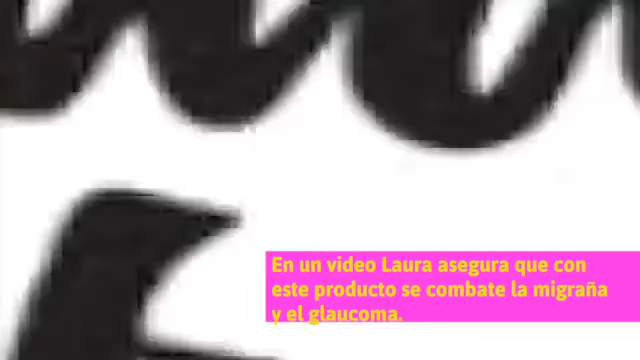 En un video Laura asegura que con
este producto se combate la migraña
y el glaucoma.